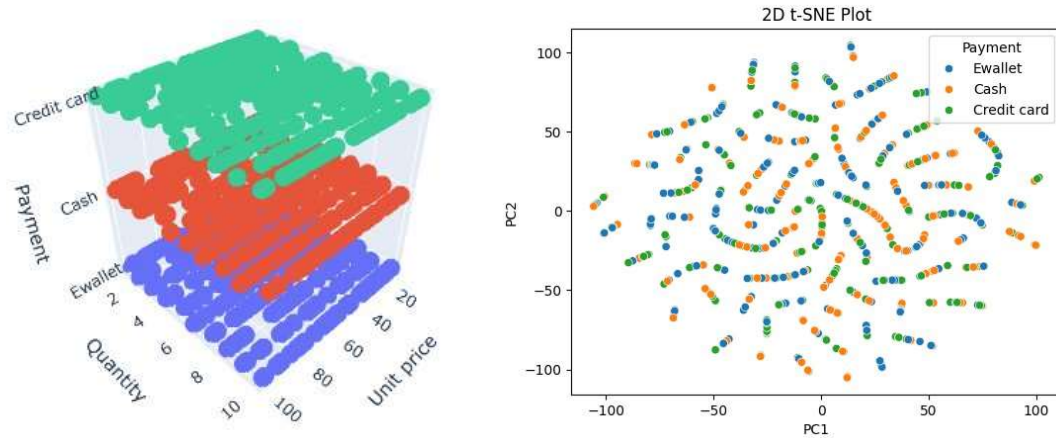 Credit card
Cash
Ewallet
Payment
2
4
6
8
10
Quantity
20
40
60
80
100
Unit price
2D t-SNE Plot
Payment
Ewallet
Cash
Credit card
100
50
0
−50
−100
PC2
−100
−50
0
50
100
PC1